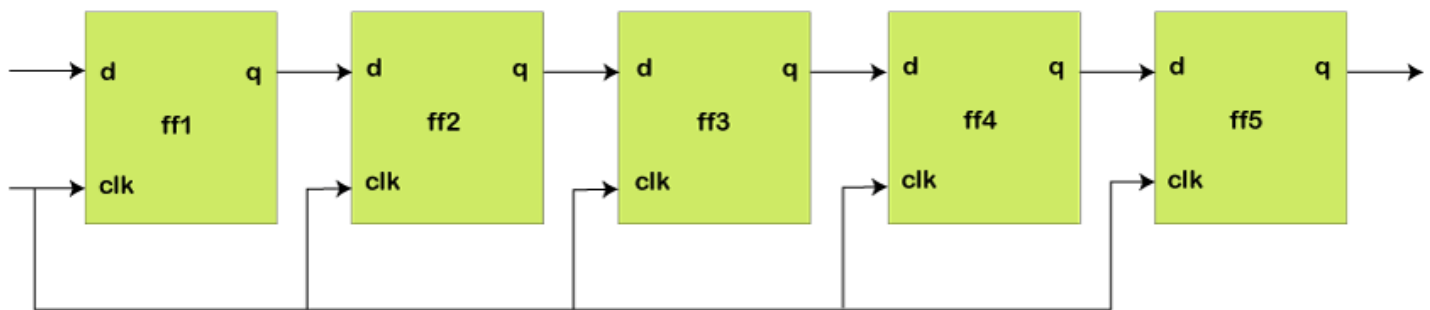 d q d q d q d q d q
ff1 ff2 ff3 ff4 ff5
clk clk clk clk clk